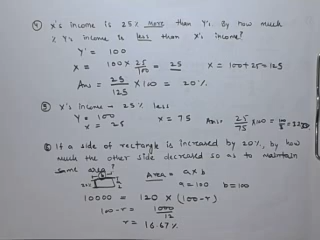 ④ X's income is 25% more than Y's. By how much
% Y's income is less than X's income?
Y = 100
X = 100 x 25/100 = 25 X = 100+25=125
Ans = 25/125 x 100 = 20%.
⑤ X's income → 25% less
Y = 100
X = 25 X = 75 Ans = 25/75 x 100 = 100/3 =
⑥ If a side of rectangle is increased by 20%, by how
much the other side decreased so as to maintain
same area?
Area = a x b
a = 100 b = 100
10000 = 120 x (100-r)
100-r = 1000/12
r = 16.67%